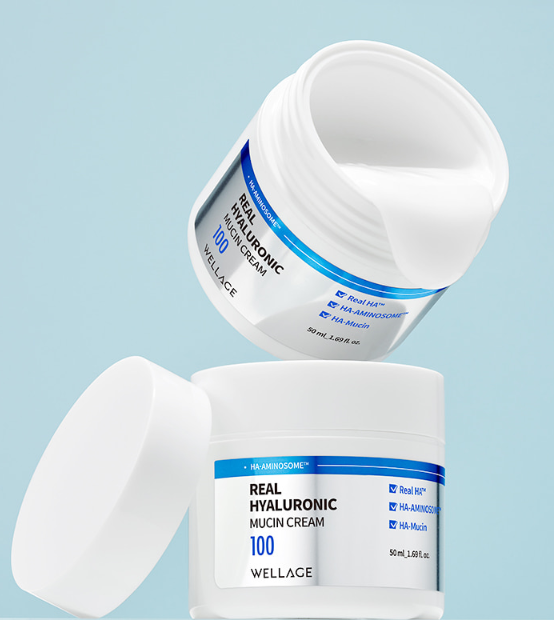 HA-AMINOSOME™
REAL
HYALURONIC
MUCIN CREAM
100
WELLAGE
Real HA™
HA-AMINOSOME™
HA-Mucin
50 ml_1.69 fl. oz.
HA-AMINOSOME™
REAL
HYALURONIC
MUCIN CREAM
100
WELLAGE
Real HA™
HA-AMINOSOME™
HA-Mucin
50 ml_1.69 fl. oz.